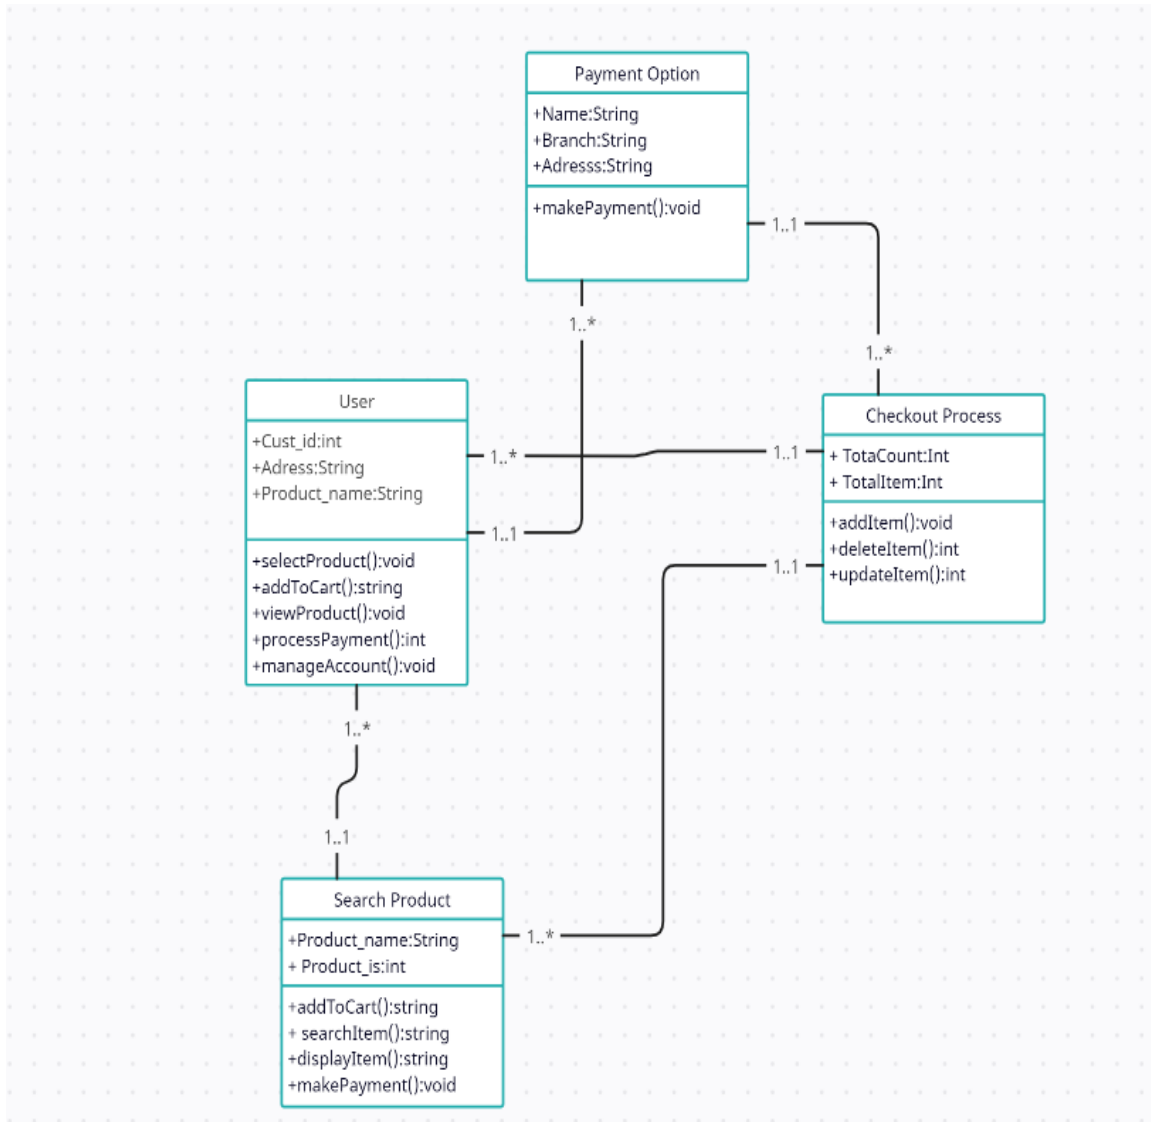 Payment Option
+Name:String
+Branch:String
+Adresss:String
+makePayment():void
1..1
1..*
1..*
User
+Cust_id:int
+Adress:String
+Product_name:String
+selectProduct():void
+addToCart():string
+viewProduct():void
+processPayment():int
+manageAccount():void
1..*
1..1
1..1
Checkout Process
+ TotaCount:Int
+ TotalItem:Int
+addItem():void
+deleteItem():int
+updateItem():int
1..1
1..*
1..1
Search Product
+Product_name:String
+ Product_is:int
+addToCart():string
+ searchItem():string
+displayItem():string
+makePayment():void
1..*